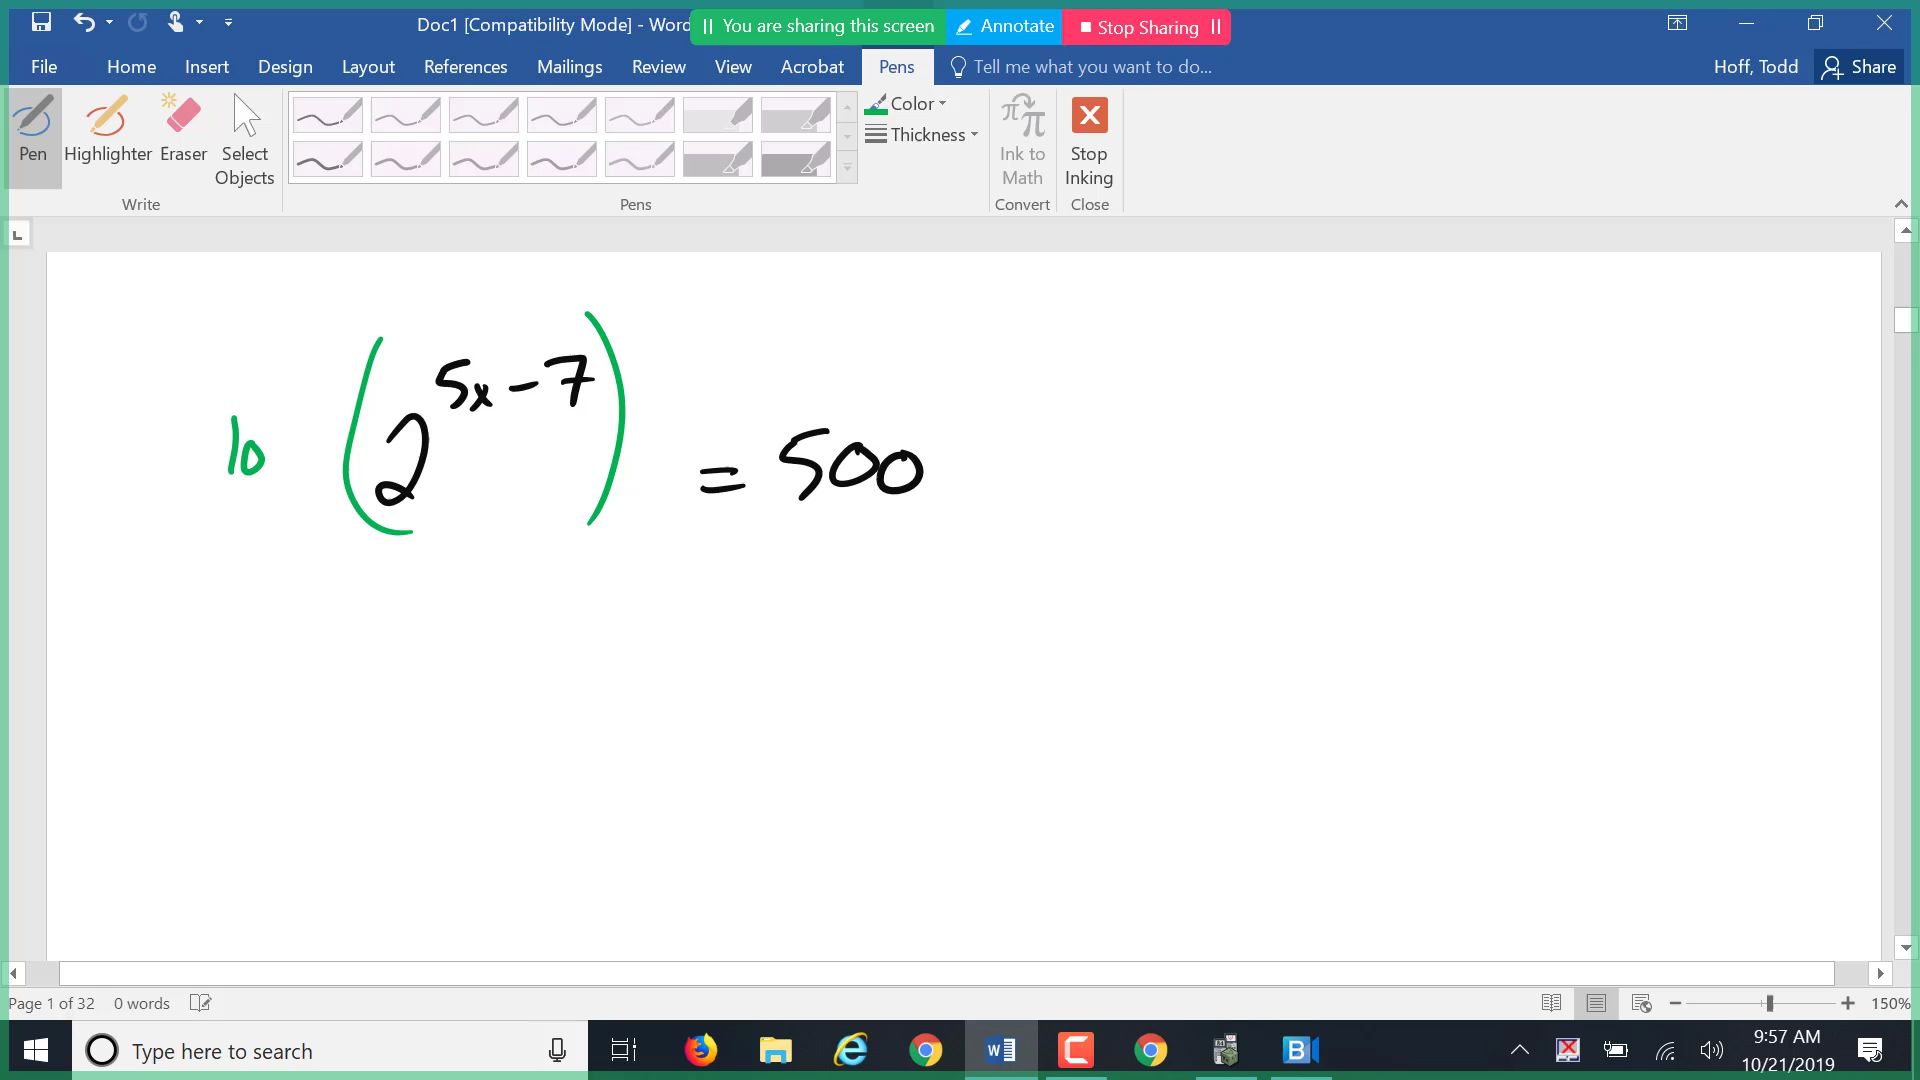 Doc1 [Compatibility Mode] - Word
You are sharing this screen
Annotate
Stop Sharing
File Home Insert Design Layout References Mailings Review View Acrobat Pens Tell me what you want to do... Hoff, Todd Share
Pen Highlighter Eraser Select Objects
Color
Thickness
Ink to Math
Stop Inking
Write Pens Convert Close
lo (2^{5x-7}) = 500
Page 1 of 32 0 words 150%
Type here to search
9:57 AM
10/21/2019